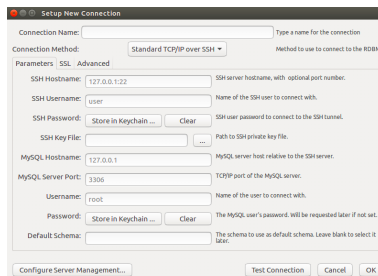 Setup New Connection
Connection Name: Type a name for the connection
Connection Method: Standard TCP/IP over SSH Method to use to connect to the RDBM
Parameters SSL Advanced
SSH Hostname: 127.0.0.1:22 SSH server hostname, with optional port number.
SSH Username: user Name of the SSH user to connect with.
SSH Password: Store in Keychain ... Clear SSH user password to connect to the SSH tunnel.
SSH Key File: ... Path to SSH private key file.
MySQL Hostname: 127.0.0.1 MySQL server host relative to the SSH server.
MySQL Server Port: 3306 TCP/IP port of the MySQL server.
Username: root Name of the user to connect with.
Password: Store in Keychain ... Clear The MySQL user's password. Will be requested later if not set.
Default Schema: The schema to use as default schema. Leave blank to select it
later.
Configure Server Management... Test Connection Cancel OK